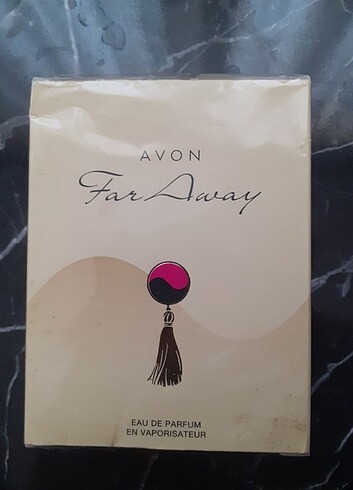 AVON
Far Away
EAU DE PARFUM
EN VAPORISATEUR